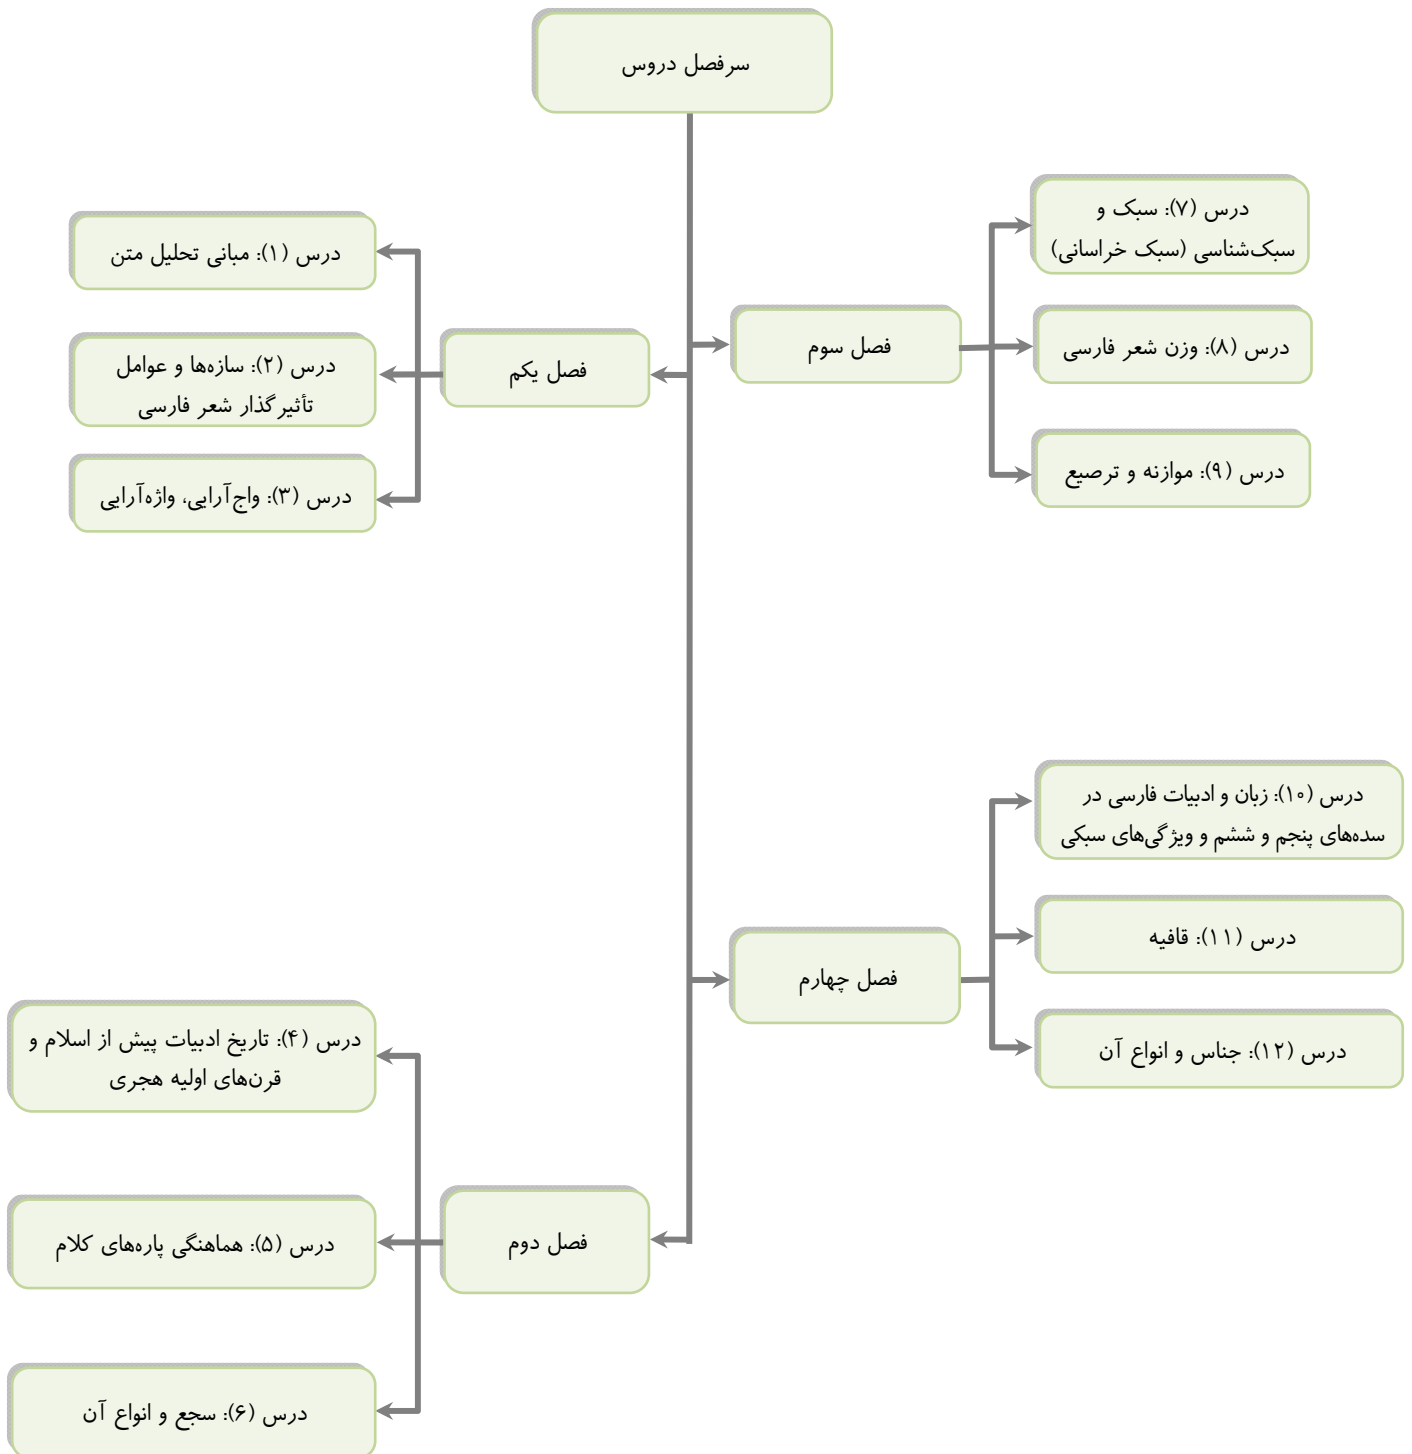 سرفصل دروس
فصل یکم
درس (۱): مبانی تحلیل متن
درس (۲): سازه‌ها و عوامل
تأثیرگذار شعر فارسی
درس (۳): واج‌آرایی، واژه‌آرایی
فصل دوم
درس (۴): تاریخ ادبیات پیش از اسلام و
قرن‌های اولیه هجری
درس (۵): هماهنگی پاره‌های کلام
درس (۶): سجع و انواع آن
فصل سوم
درس (۷): سبک و
سبک‌شناسی (سبک خراسانی)
درس (۸): وزن شعر فارسی
درس (۹): موازنه و ترصیع
فصل چهارم
درس (۱۰): زبان و ادبیات فارسی در
سده‌های پنجم و ششم و ویژگی‌های سبکی
درس (۱۱): قافیه
درس (۱۲): جناس و انواع آن